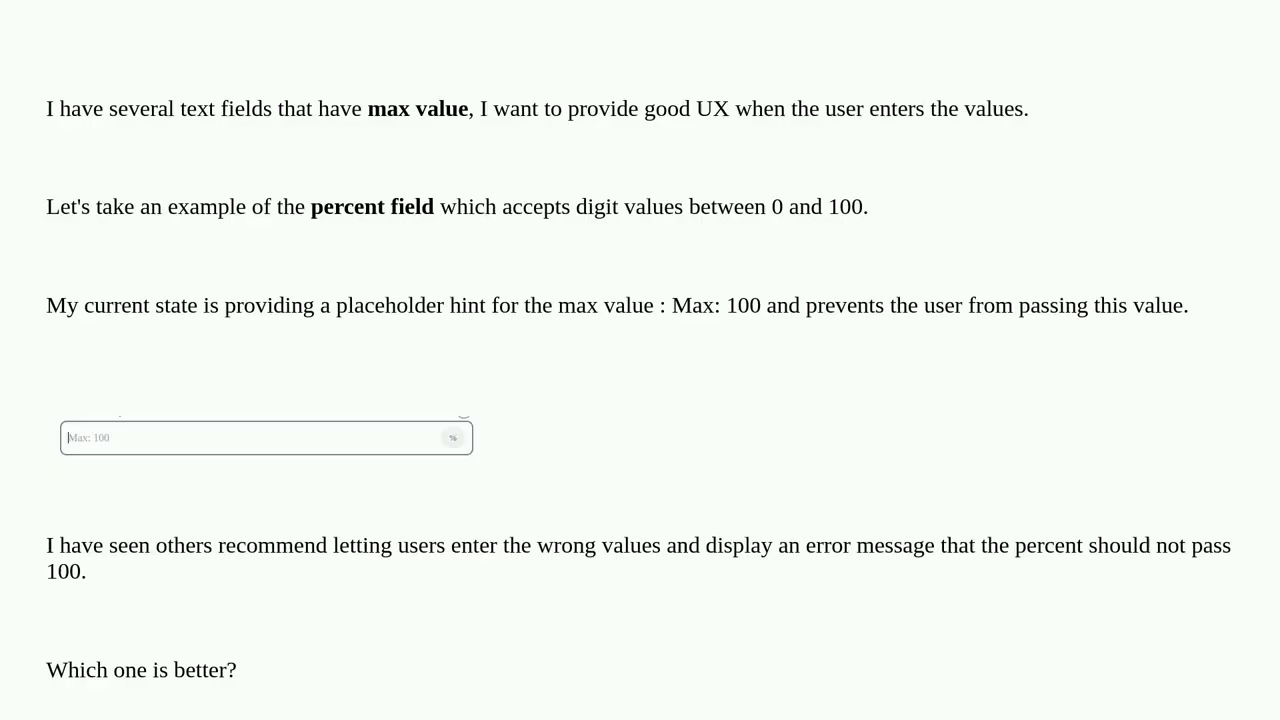 I have several text fields that have max value, I want to provide good UX when the user enters the values.
Let's take an example of the percent field which accepts digit values between 0 and 100.
My current state is providing a placeholder hint for the max value : Max: 100 and prevents the user from passing this value.
Max: 100 %
I have seen others recommend letting users enter the wrong values and display an error message that the percent should not pass
100.
Which one is better?